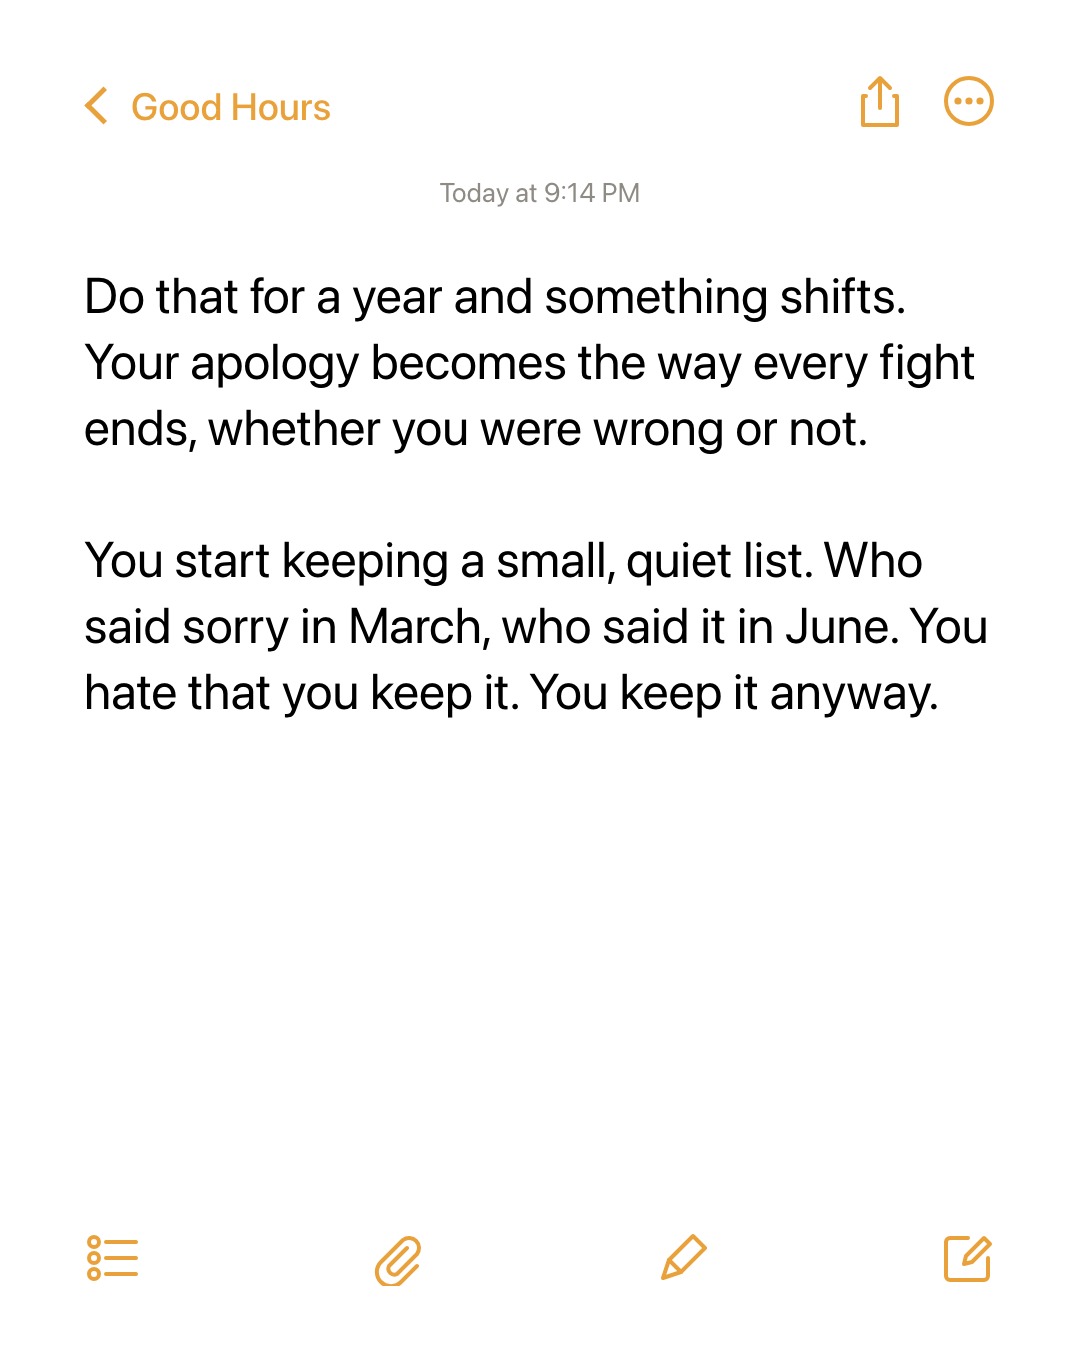 Good Hours
Today at 9:14 PM
Do that for a year and something shifts.
Your apology becomes the way every fight
ends, whether you were wrong or not.
You start keeping a small, quiet list. Who
said sorry in March, who said it in June. You
hate that you keep it. You keep it anyway.